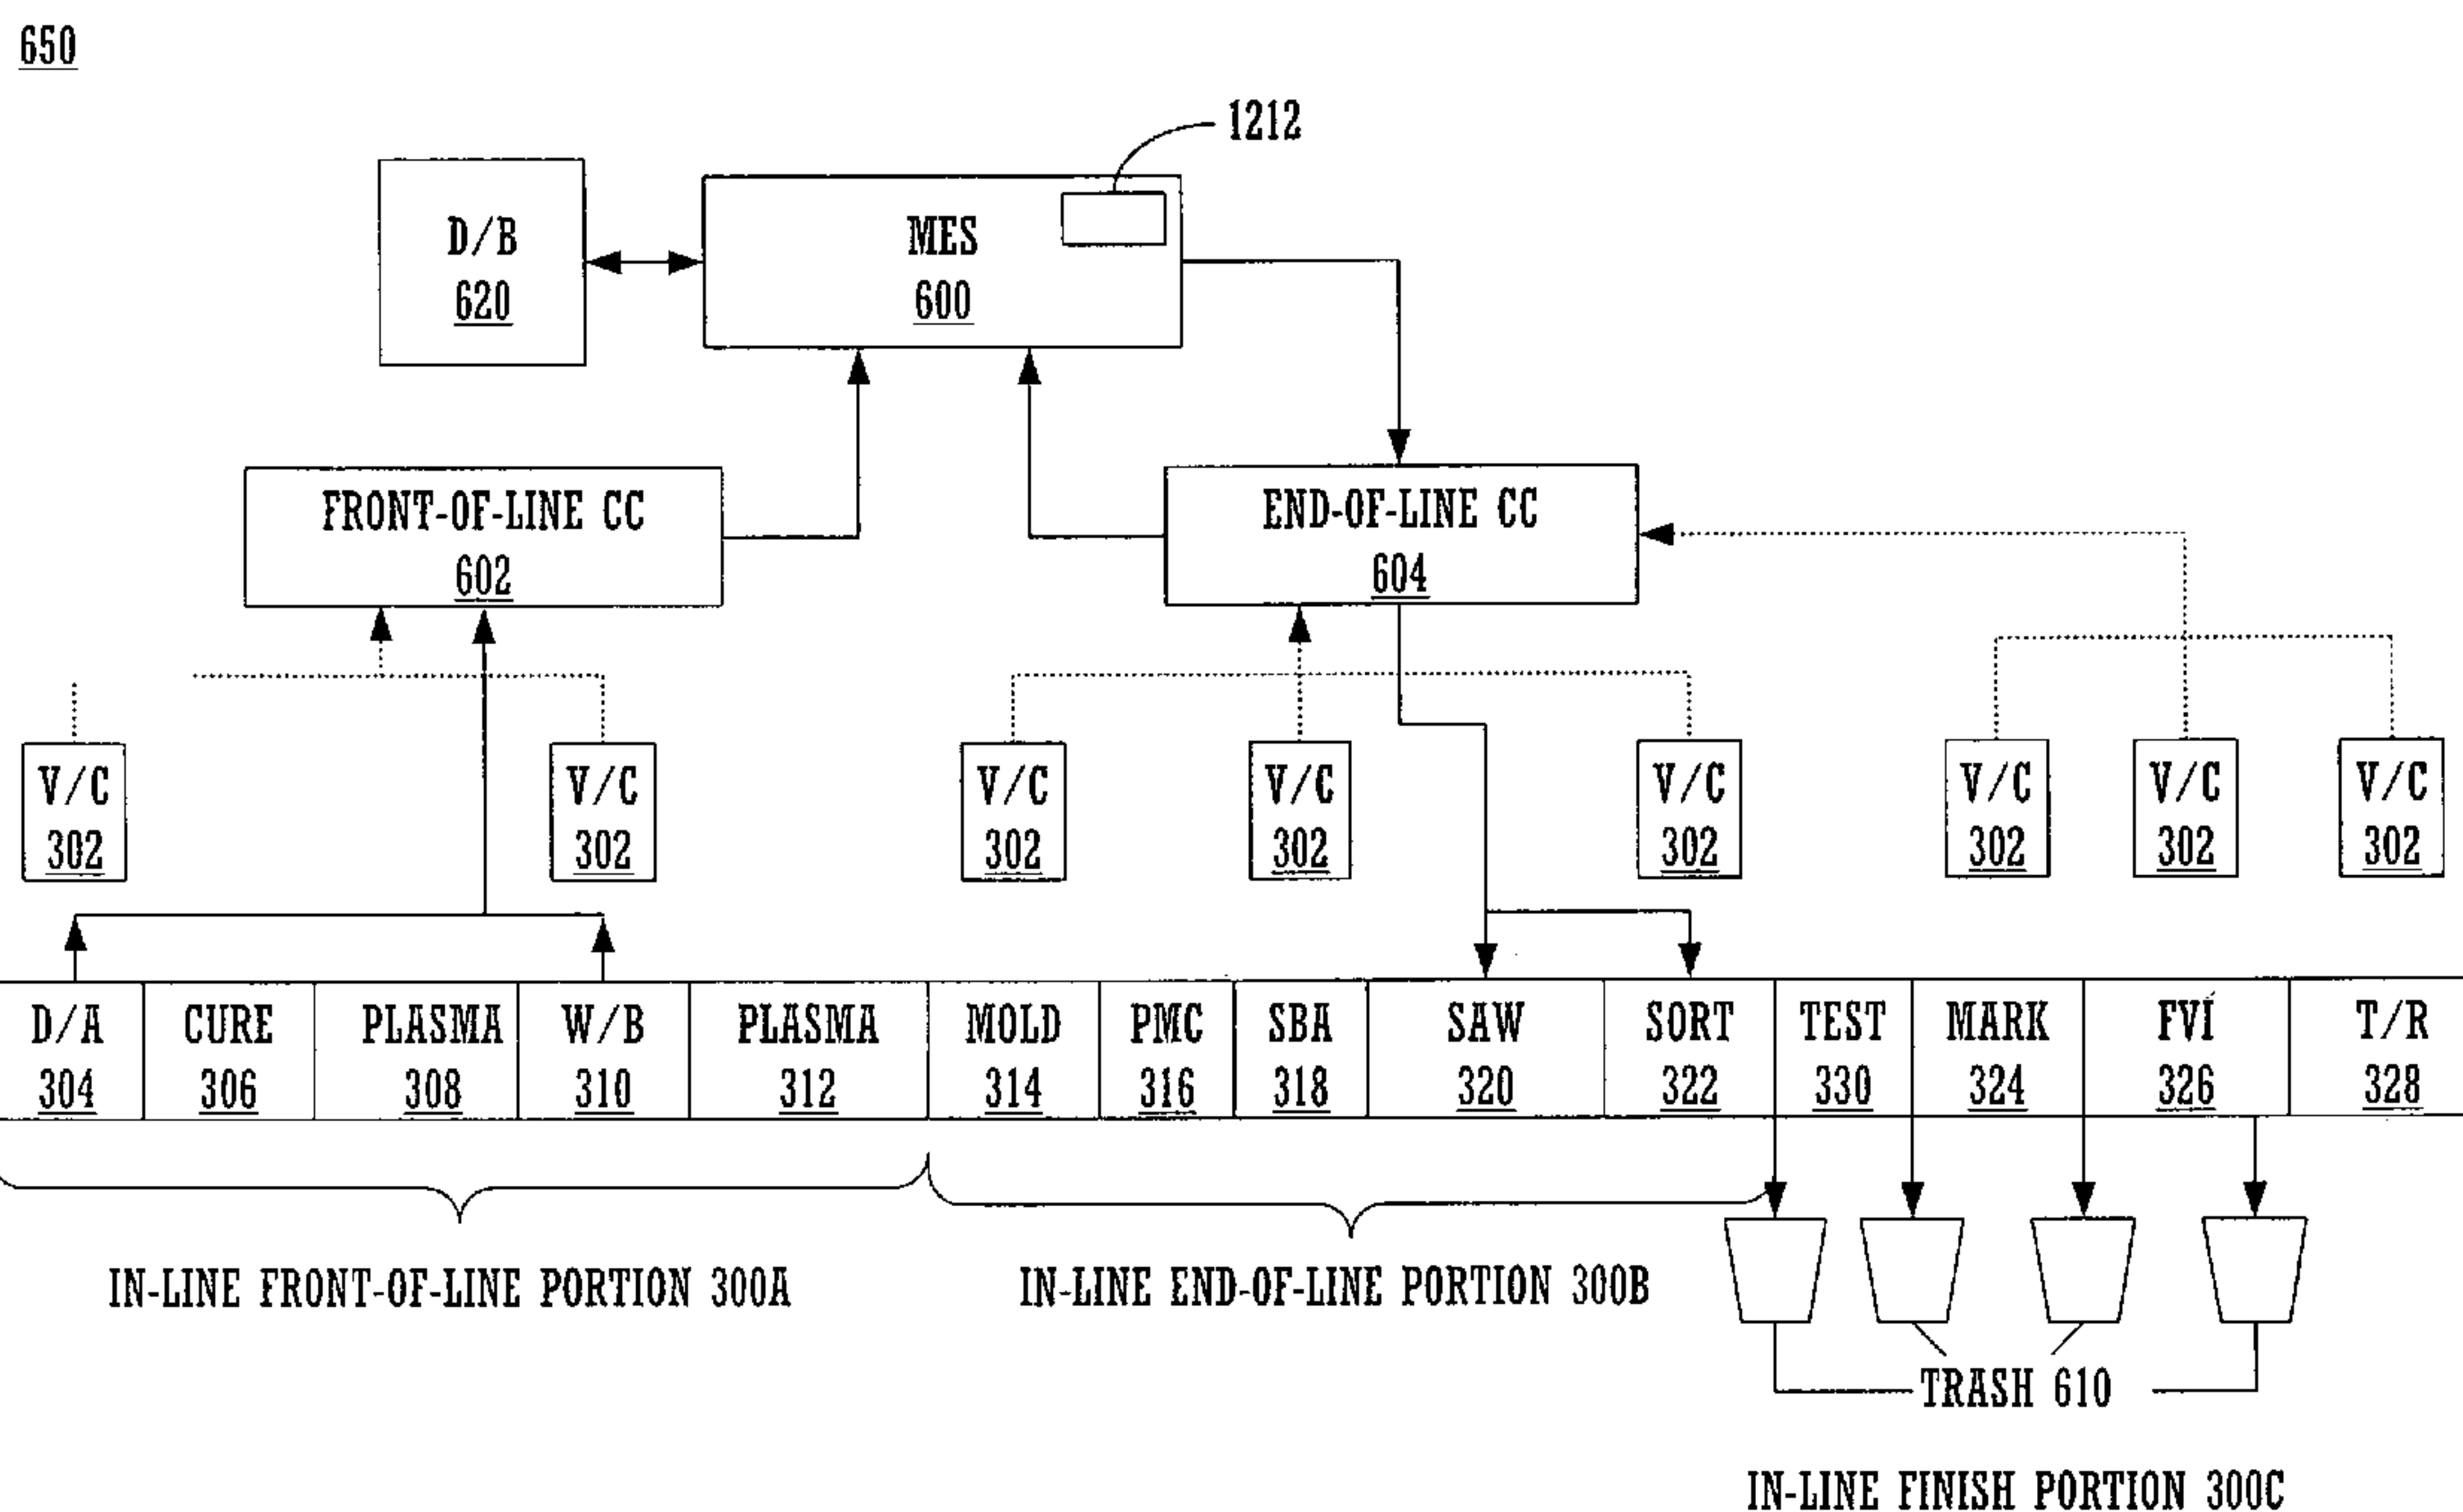 650
1212
D/B
620
MES
600
FRONT-OF-LINE CC
602
END-OF-LINE CC
604
V/C
302
V/C
302
V/C
302
V/C
302
V/C
302
V/C
302
V/C
302
V/C
302
D/A
304
CURE
306
PLASMA
308
W/B
310
PLASMA
312
MOLD
314
PMC
316
SBA
318
SAW
320
SORT
322
TEST
330
MARK
324
FVI
326
T/R
328
IN-LINE FRONT-OF-LINE PORTION 300A
IN-LINE END-OF-LINE PORTION 300B
TRASH 610
IN-LINE FINISH PORTION 300C